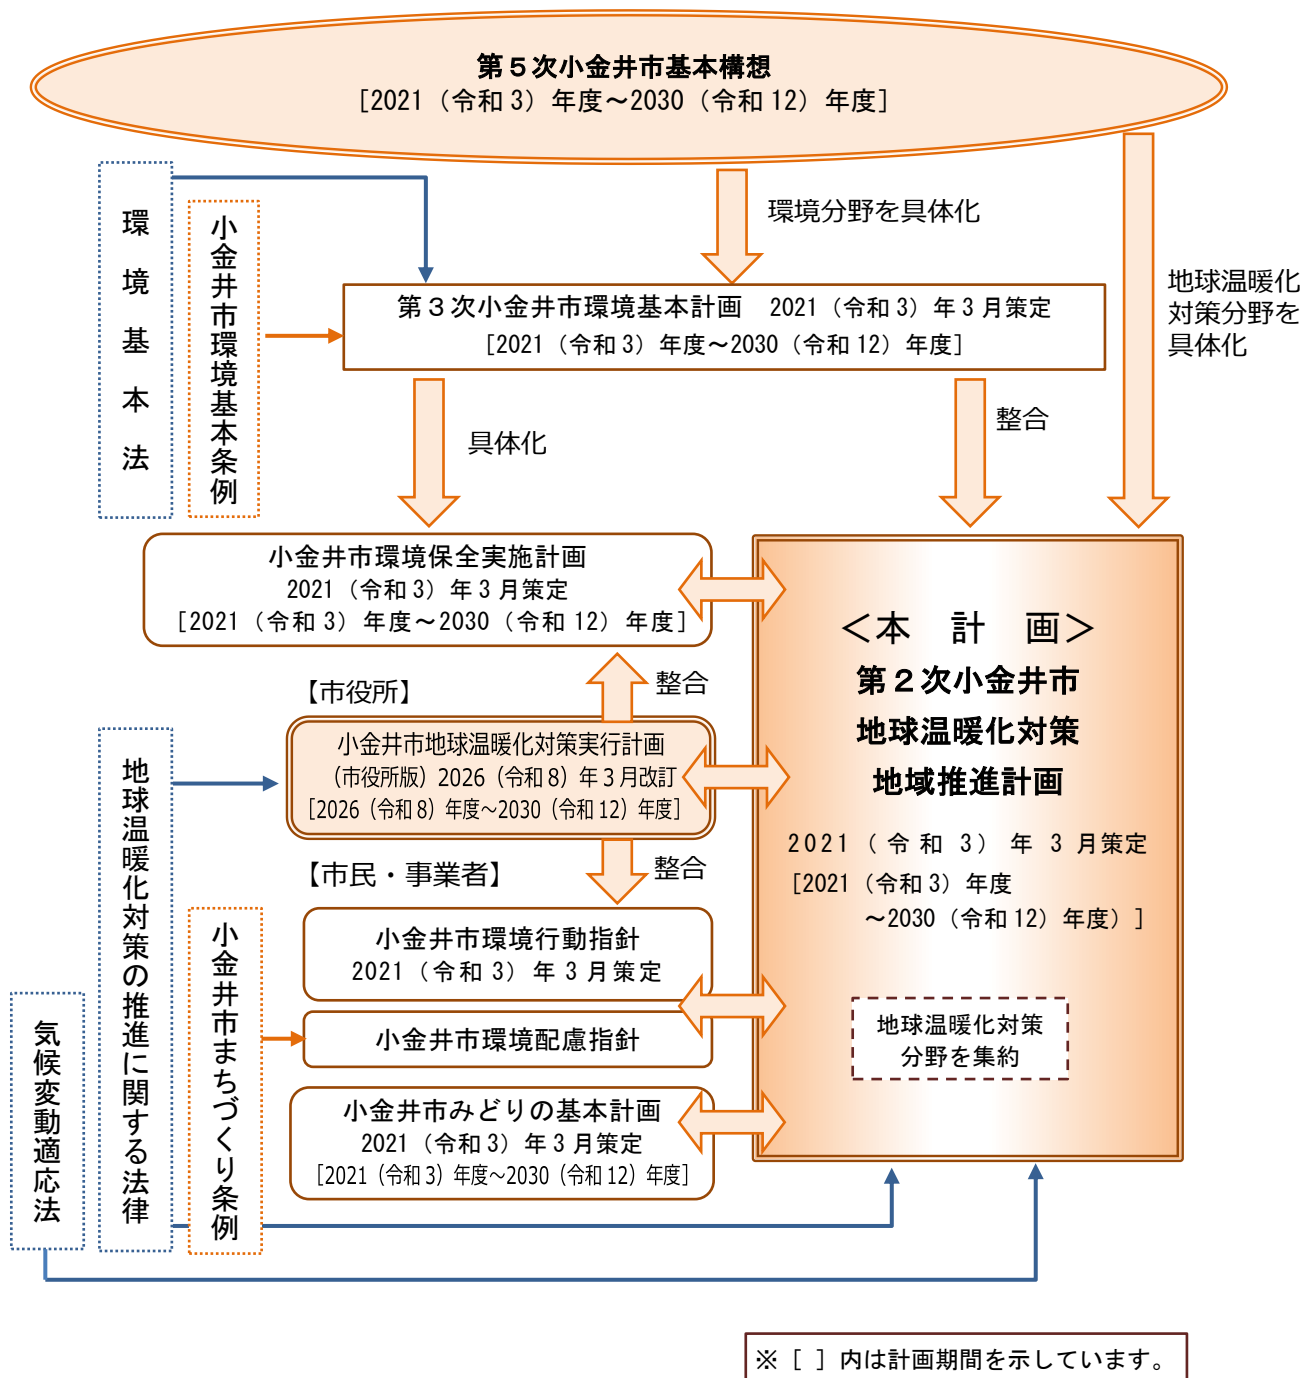 第５次小金井市基本構想
[2021（令和3）年度～2030（令和12）年度]
環境基本法
小金井市環境基本条例
環境分野を具体化
地球温暖化
対策分野を
具体化
第３次小金井市環境基本計画　2021（令和3）年3月策定
[2021（令和3）年度～2030（令和12）年度]
具体化
整合
小金井市環境保全実施計画
2021（令和3）年3月策定
[2021（令和3）年度～2030（令和12）年度]
＜本　計　画＞
第２次小金井市
地球温暖化対策
地域推進計画
2021（令和3）年3月策定
[2021（令和3）年度
～2030（令和12）年度）]
地球温暖化対策
分野を集約
【市役所】
整合
小金井市地球温暖化対策実行計画
（市役所版）2026（令和8）年3月改訂
[2026（令和8）年度～2030（令和12）年度]
【市民・事業者】
整合
小金井市環境行動指針
2021（令和3）年3月策定
小金井市環境配慮指針
小金井市みどりの基本計画
2021（令和3）年3月策定
[2021（令和3）年度～2030（令和12）年度]
地球温暖化対策の推進に関する法律
小金井市まちづくり条例
気候変動適応法
※［ ］内は計画期間を示しています。